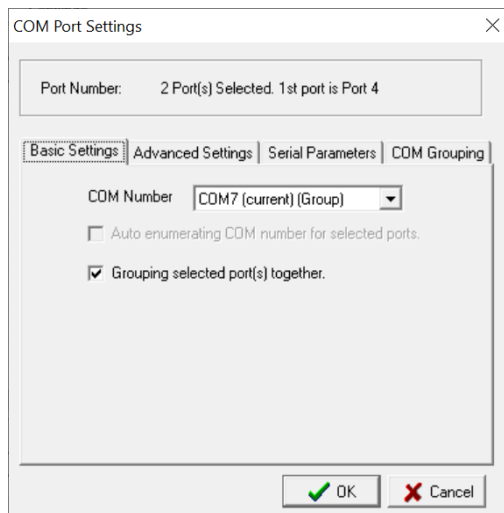 COM Port Settings
Port Number: 2 Port(s) Selected. 1st port is Port 4
Basic Settings Advanced Settings Serial Parameters COM Grouping
COM Number COM7 (current) (Group)
Auto enumerating COM number for selected ports.
Grouping selected port(s) together.
OK Cancel